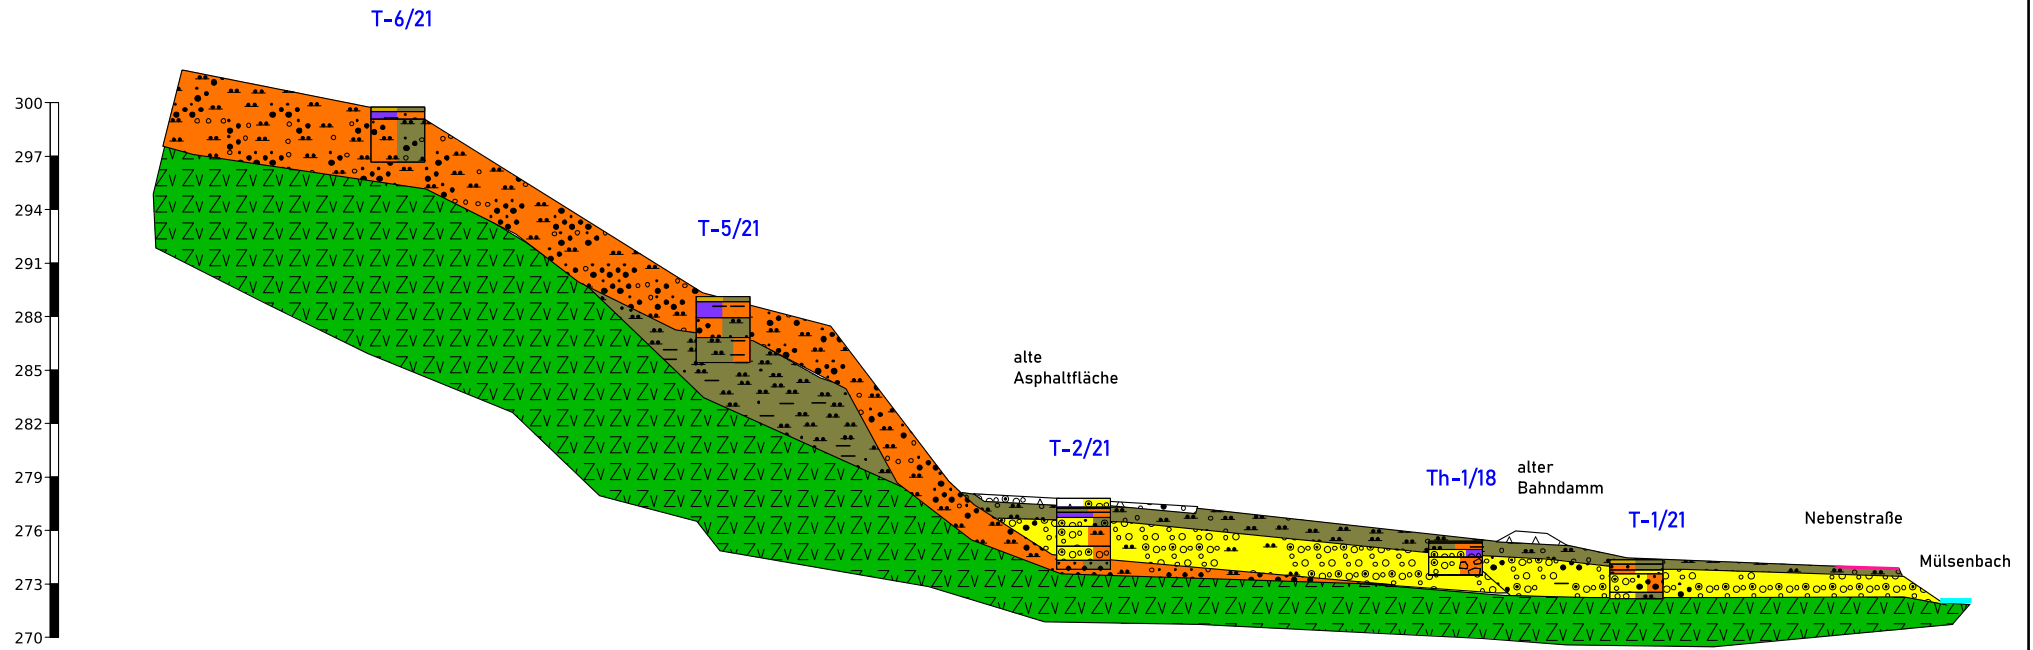 T-6/21
300
297
294
T-5/21
291
288
285
alte
Asphaltfläche
282
T-2/21
279
Th-1/18
alter
Bahndamm
T-1/21
Nebenstraße
276
Mülsenbach
273
270